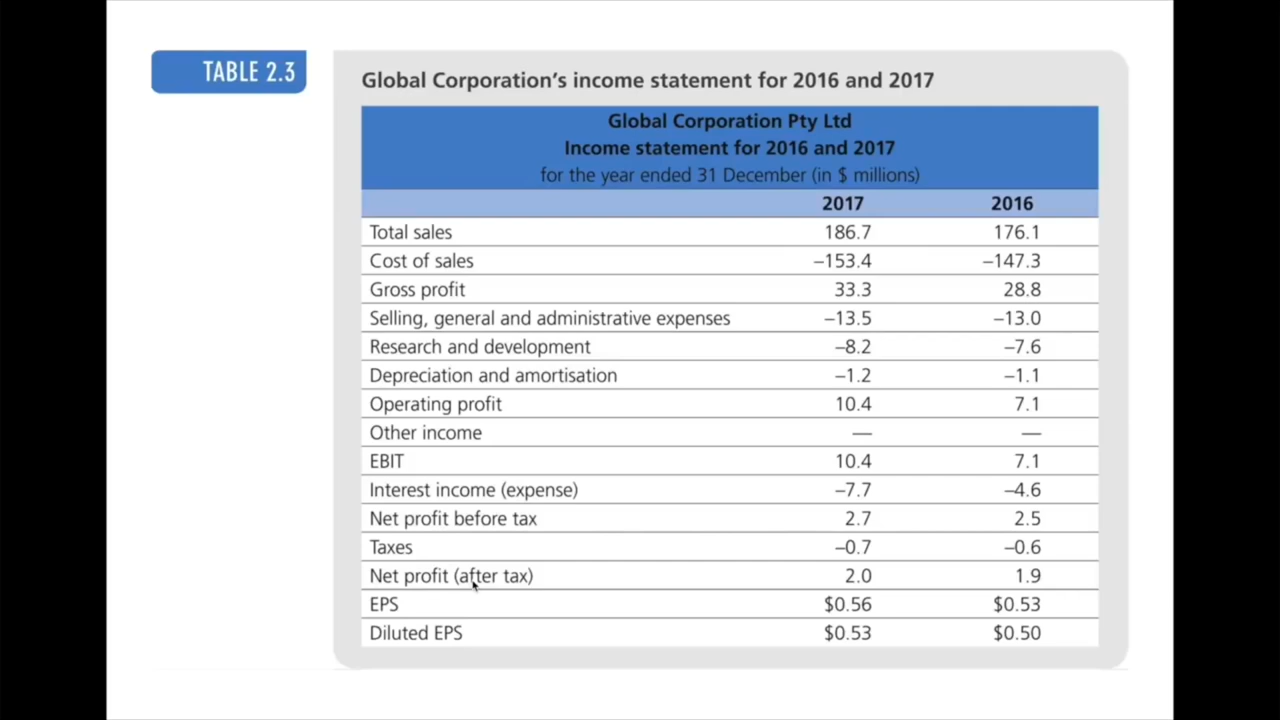 TABLE 2.3
Global Corporation's income statement for 2016 and 2017
Global Corporation Pty Ltd
Income statement for 2016 and 2017
for the year ended 31 December (in $ millions)
2017 2016
Total sales 186.7 176.1
Cost of sales –153.4 –147.3
Gross profit 33.3 28.8
Selling, general and administrative expenses –13.5 –13.0
Research and development –8.2 –7.6
Depreciation and amortisation –1.2 –1.1
Operating profit 10.4 7.1
Other income — —
EBIT 10.4 7.1
Interest income (expense) –7.7 –4.6
Net profit before tax 2.7 2.5
Taxes –0.7 –0.6
Net profit (after tax) 2.0 1.9
EPS $0.56 $0.53
Diluted EPS $0.53 $0.50